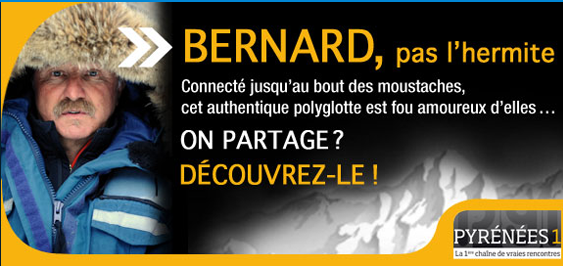 BERNARD, pas l'hermite
Connecté jusqu'au bout des moustaches,
cet authentique polyglotte est fou amoureux d'elles...
ON PARTAGE ?
DÉCOUVREZ-LE !
PYRÉNÉES 1
La 1ère chaîne de vraies rencontres